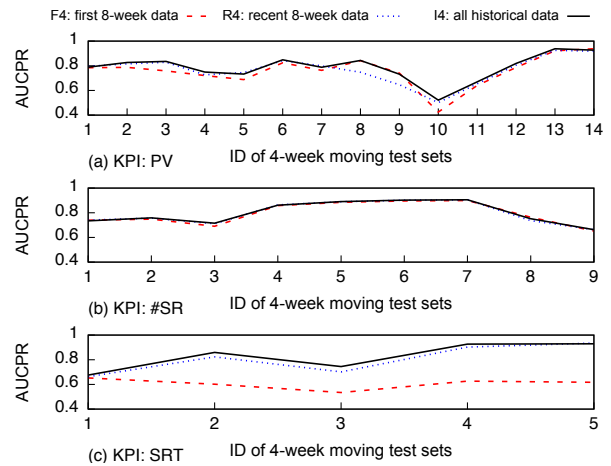 F4: first 8-week data R4: recent 8-week data I4: all historical data
AUCPR
1
0.8
0.6
0.4
1 2 3 4 5 6 7 8 9 10 11 12 13 14
(a) KPI: PV ID of 4-week moving test sets
AUCPR
1
0.8
0.6
0.4
1 2 3 4 5 6 7 8 9
(b) KPI: #SR ID of 4-week moving test sets
AUCPR
1
0.8
0.6
0.4
1 2 3 4 5
(c) KPI: SRT ID of 4-week moving test sets